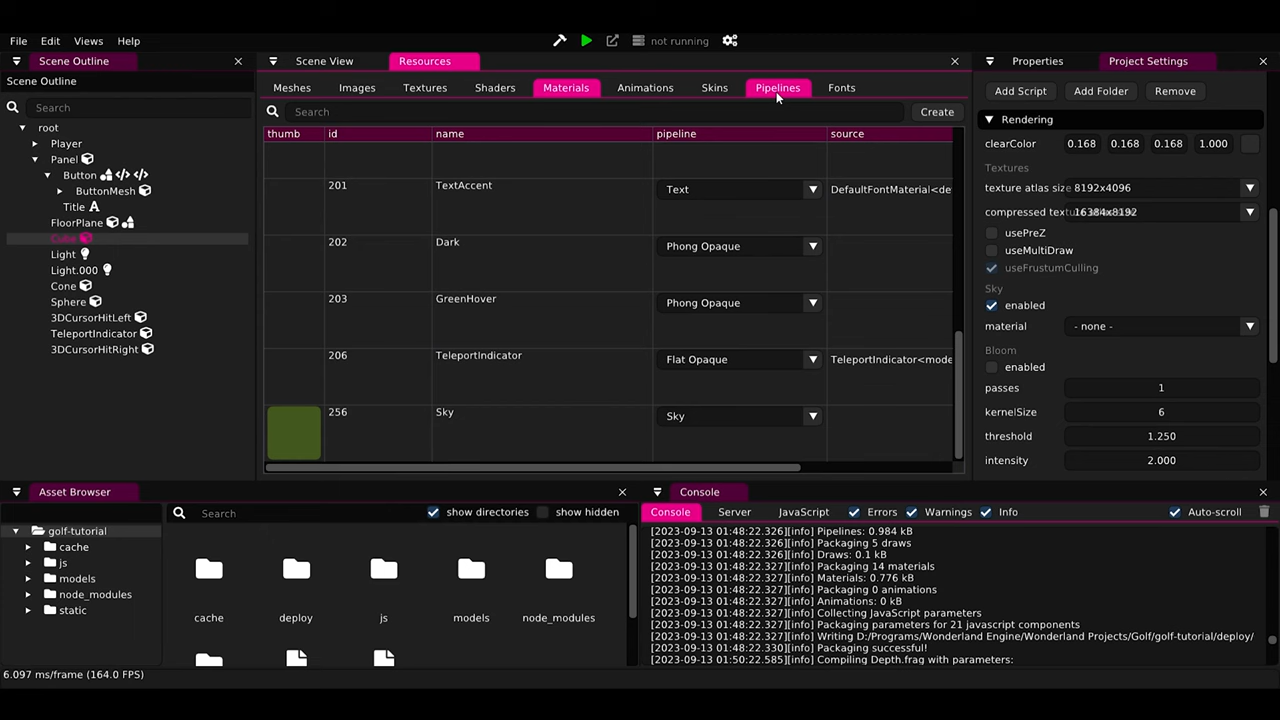 File Edit Views Help not running
Scene Outline Scene View Resources Properties Project Settings
Scene Outline Meshes Images Textures Shaders Materials Animations Skins Pipelines Fonts Add Script Add Folder Remove
Search Search Create
root
Player
Panel
Button
ButtonMesh
Title
FloorPlane
Cube
Light
Light.000
Cone
Sphere
3DCursorHitLeft
TeleportIndicator
3DCursorHitRight
thumb id name pipeline source
201 TextAccent Text DefaultFontMaterial<de
202 Dark Phong Opaque
203 GreenHover Phong Opaque
206 TeleportIndicator Flat Opaque TeleportIndicator<mode
256 Sky Sky
Rendering
clearColor 0.168 0.168 0.168 1.000
Textures
texture atlas size 8192x4096
compressed 16384x8192
usePreZ
useMultiDraw
useFrustumCulling
Sky
enabled
material - none -
Bloom
enabled
passes 1
kernelSize 6
threshold 1.250
intensity 2.000
Asset Browser
golf-tutorial
cache
js
models
node_modules
static
Search show directories show hidden
cache deploy js models node_modules
Console
Console Server JavaScript Errors Warnings Info Auto-scroll
[2023-09-13 01:48:22.326][info] Pipelines: 0.984 kB
[2023-09-13 01:48:22.326][info] Packaging 5 draws
[2023-09-13 01:48:22.326][info] Draws: 0.1 kB
[2023-09-13 01:48:22.327][info] Packaging 14 materials
[2023-09-13 01:48:22.327][info] Materials: 0.776 kB
[2023-09-13 01:48:22.327][info] Packaging 0 animations
[2023-09-13 01:48:22.327][info] Animations: 0 kB
[2023-09-13 01:48:22.327][info] Collecting JavaScript parameters
[2023-09-13 01:48:22.327][info] Packaging parameters for 21 javascript components
[2023-09-13 01:48:22.327][info] Writing D:/Programs/Wonderland Engine/Wonderland Projects/Golf/golf-tutorial/deploy/
[2023-09-13 01:48:22.330][info] Packaging successful!
[2023-09-13 01:50:22.585][info] Compiling Depth.frag with parameters:
6.097 ms/frame (164.0 FPS)